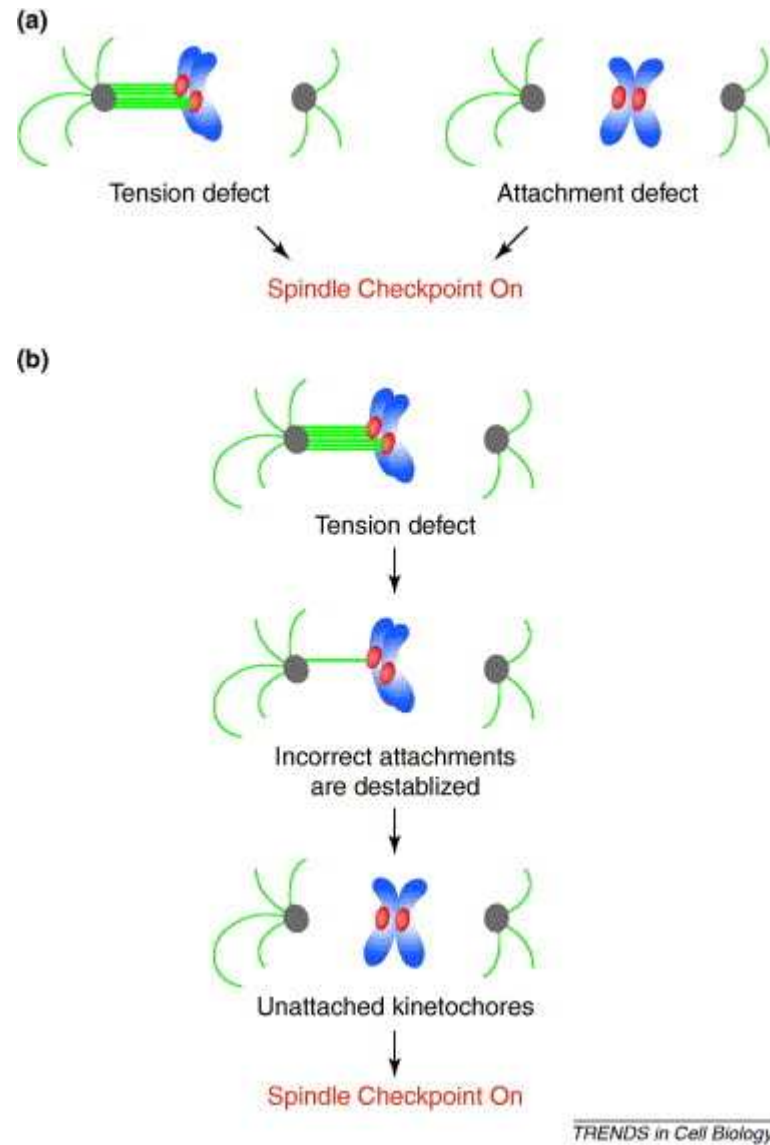 (a)
Tension defect
Attachment defect
Spindle Checkpoint On
(b)
Tension defect
Incorrect attachments
are destablized
Unattached kinetochores
Spindle Checkpoint On
TRENDS in Cell Biology